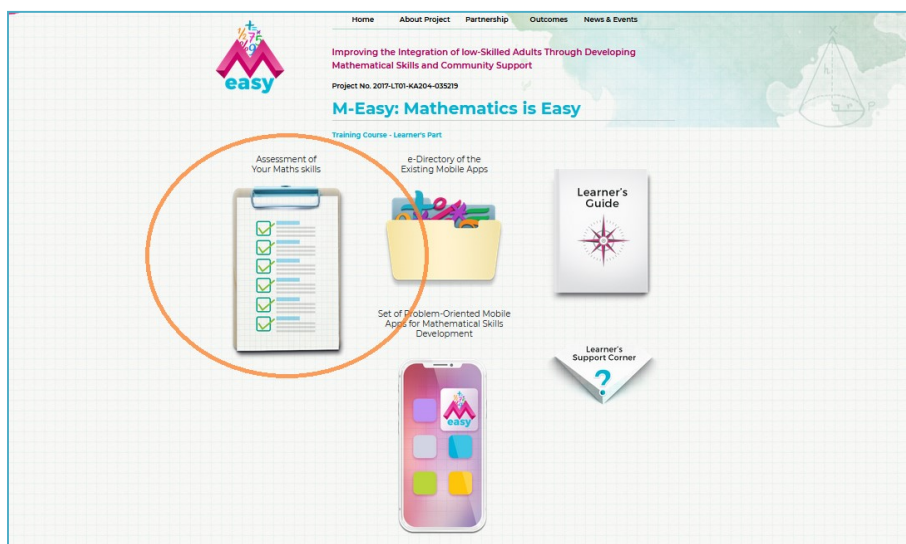 Home About Project Partnership Outcomes News & Events
easy
Improving the Integration of low-Skilled Adults Through Developing
Mathematical Skills and Community Support
Project No. 2017-LT01-KA204-035219
M-Easy: Mathematics is Easy
Training Course - Learner's Part
Assessment of
Your Maths skills
e-Directory of the
Existing Mobile Apps
Learner's
Guide
Set of Problem-Oriented Mobile
Apps for Mathematical Skills
Development
Learner's
Support Corner
?
easy